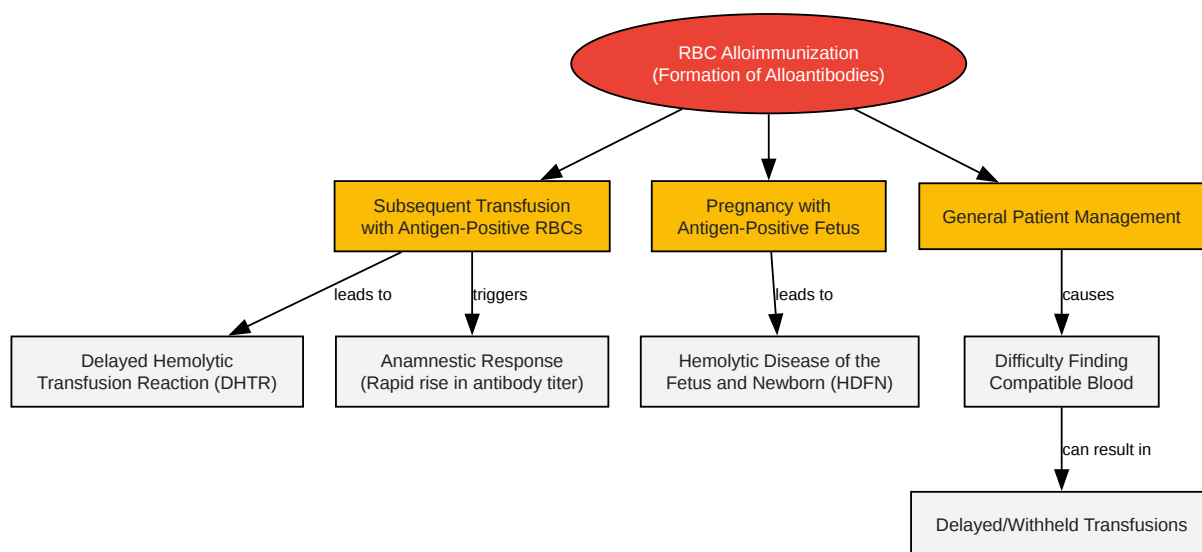 RBC Alloimmunization
(Formation of Alloantibodies)
Subsequent Transfusion
with Antigen-Positive RBCs
Pregnancy with
Antigen-Positive Fetus
General Patient Management
leads to
triggers
leads to
causes
Delayed Hemolytic
Transfusion Reaction (DHTR)
Anamnestic Response
(Rapid rise in antibody titer)
Hemolytic Disease of the
Fetus and Newborn (HDFN)
Difficulty Finding
Compatible Blood
can result in
Delayed/Withheld Transfusions